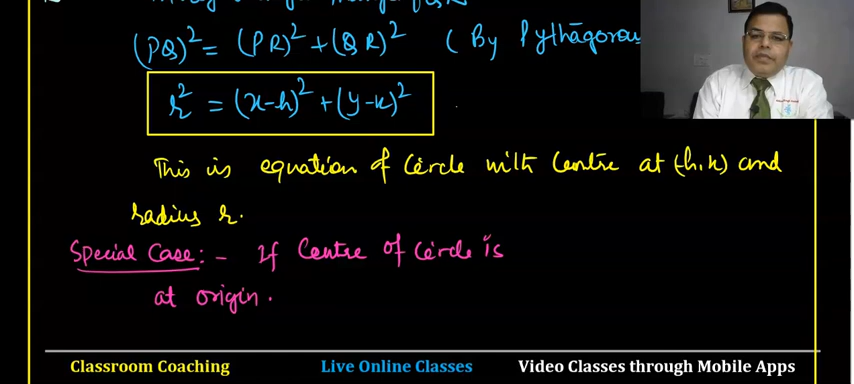 (PQ)² = (PR)² + (QR)² (By Pythagorous
r² = (x-h)² + (y-k)²
This is equation of Circle with Centre at (h,k) and
radius r.
Special Case:- If Centre of Circle is
at origin.
Classroom Coaching Live Online Classes Video Classes through Mobile Apps